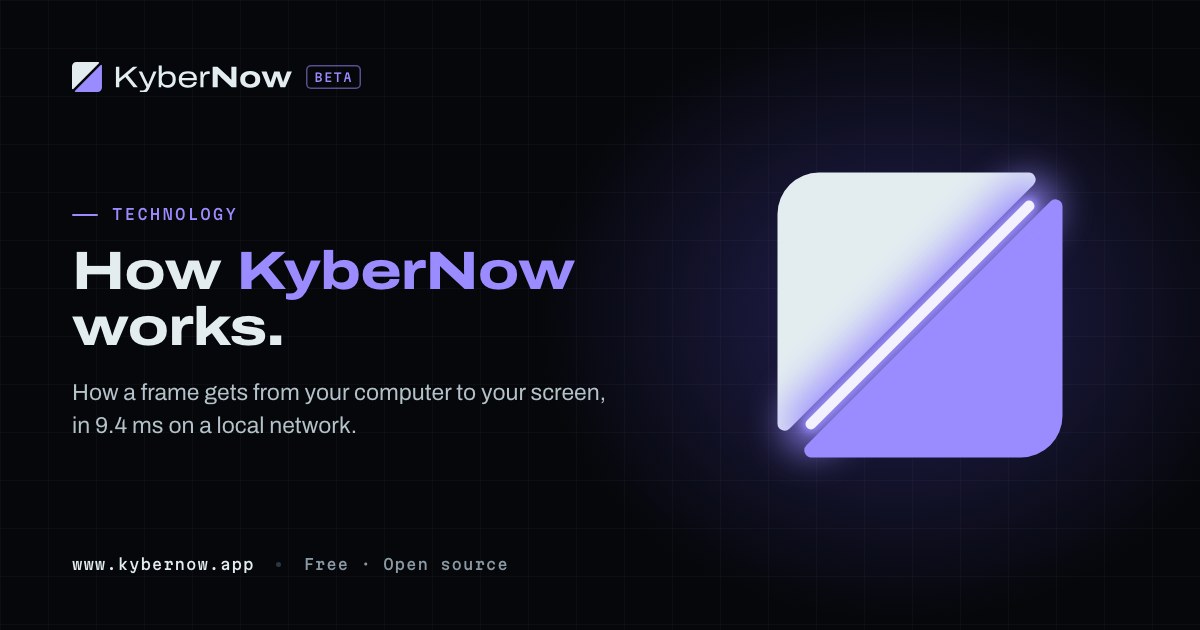 KyberNow BETA
TECHNOLOGY
How KyberNow
works.
How a frame gets from your computer to your screen,
in 9.4 ms on a local network.
www.kybernow.app • Free · Open source